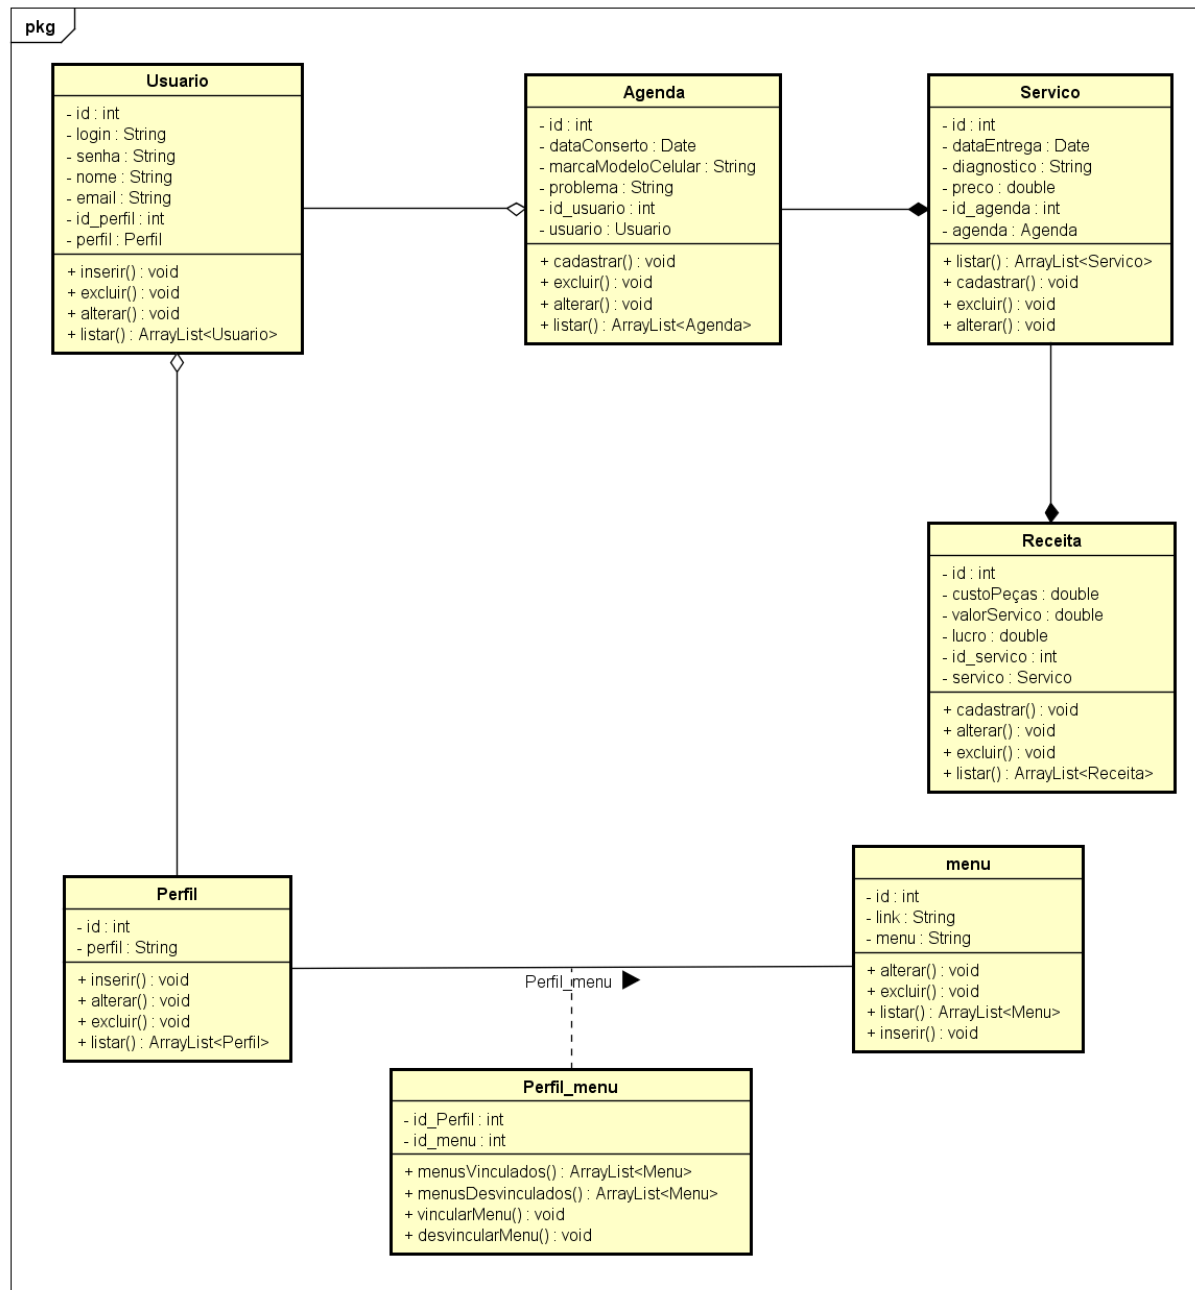 pkg
Usuario
- id : int
- login : String
- senha : String
- nome : String
- email : String
- id_perfil : int
- perfil : Perfil
+ inserir() : void
+ excluir() : void
+ alterar() : void
+ listar() : ArrayList<Usuario>
Agenda
- id : int
- dataConserto : Date
- marcaModeloCelular : String
- problema : String
- id_usuario : int
- usuario : Usuario
+ cadastrar() : void
+ excluir() : void
+ alterar() : void
+ listar() : ArrayList<Agenda>
Servico
- id : int
- dataEntrega : Date
- diagnostico : String
- preco : double
- id_agenda : int
- agenda : Agenda
+ listar() : ArrayList<Servico>
+ cadastrar() : void
+ excluir() : void
+ alterar() : void
Receita
- id : int
- custoPeças : double
- valorServico : double
- lucro : double
- id_servico : int
- servico : Servico
+ cadastrar() : void
+ alterar() : void
+ excluir() : void
+ listar() : ArrayList<Receita>
Perfil
- id : int
- perfil : String
+ inserir() : void
+ alterar() : void
+ excluir() : void
+ listar() : ArrayList<Perfil>
Perfil_menu
menu
- id : int
- link : String
- menu : String
+ alterar() : void
+ excluir() : void
+ listar() : ArrayList<Menu>
+ inserir() : void
Perfil_menu
- id_Perfil : int
- id_menu : int
+ menusVinculados() : ArrayList<Menu>
+ menusDesvinculados() : ArrayList<Menu>
+ vincularMenu() : void
+ desvincularMenu() : void